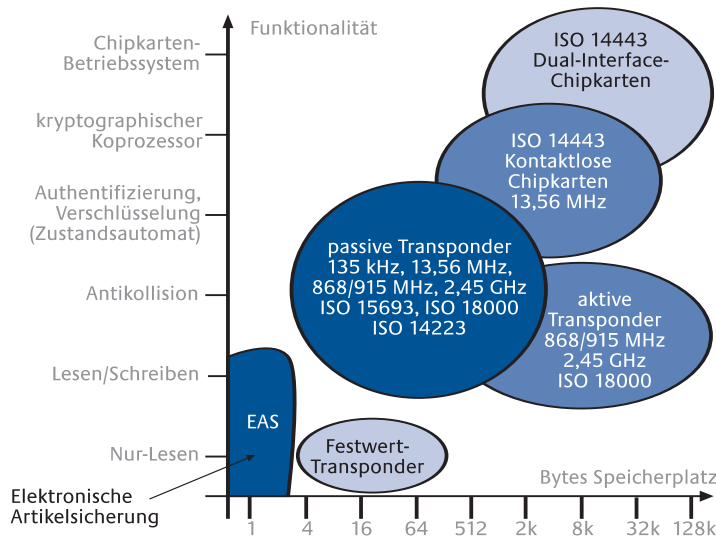 Funktionalität
Chipkarten-
Betriebssystem
kryptographischer
Koprozessor
Authentifizierung,
Verschlüsselung
(Zustandsautomat)
Antikollision
Lesen/Schreiben
Nur-Lesen
ISO 14443
Dual-Interface-
Chipkarten
ISO 14443
Kontaktlose
Chipkarten
13,56 MHz
passive Transponder
135 kHz, 13,56 MHz,
868/915 MHz, 2,45 GHz
ISO 15693, ISO 18000
ISO 14223
aktive
Transponder
868/915 MHz
2,45 GHz
ISO 18000
EAS
Festwert-
Transponder
Elektronische
Artikelsicherung
Bytes Speicherplatz
1 4 16 64 512 2k 8k 32k 128k